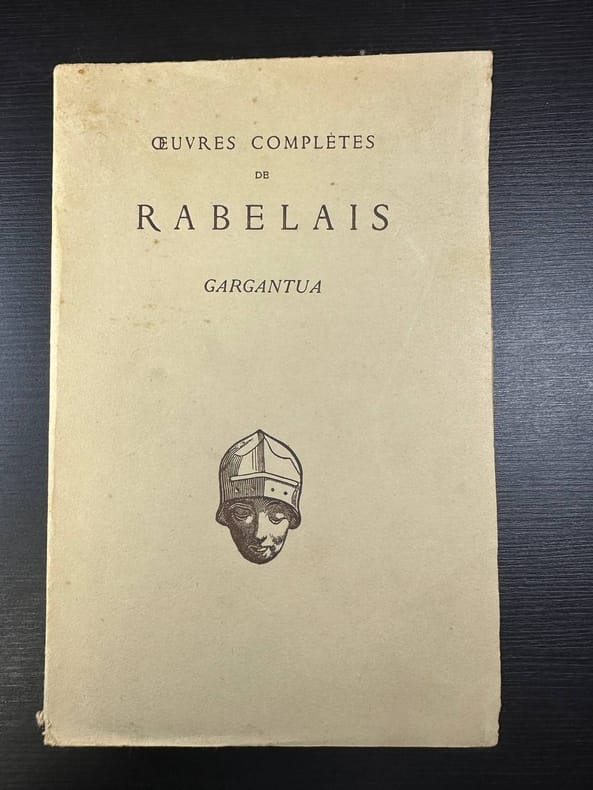 ŒUVRES COMPLÈTES
DE
RABELAIS
GARGANTUA